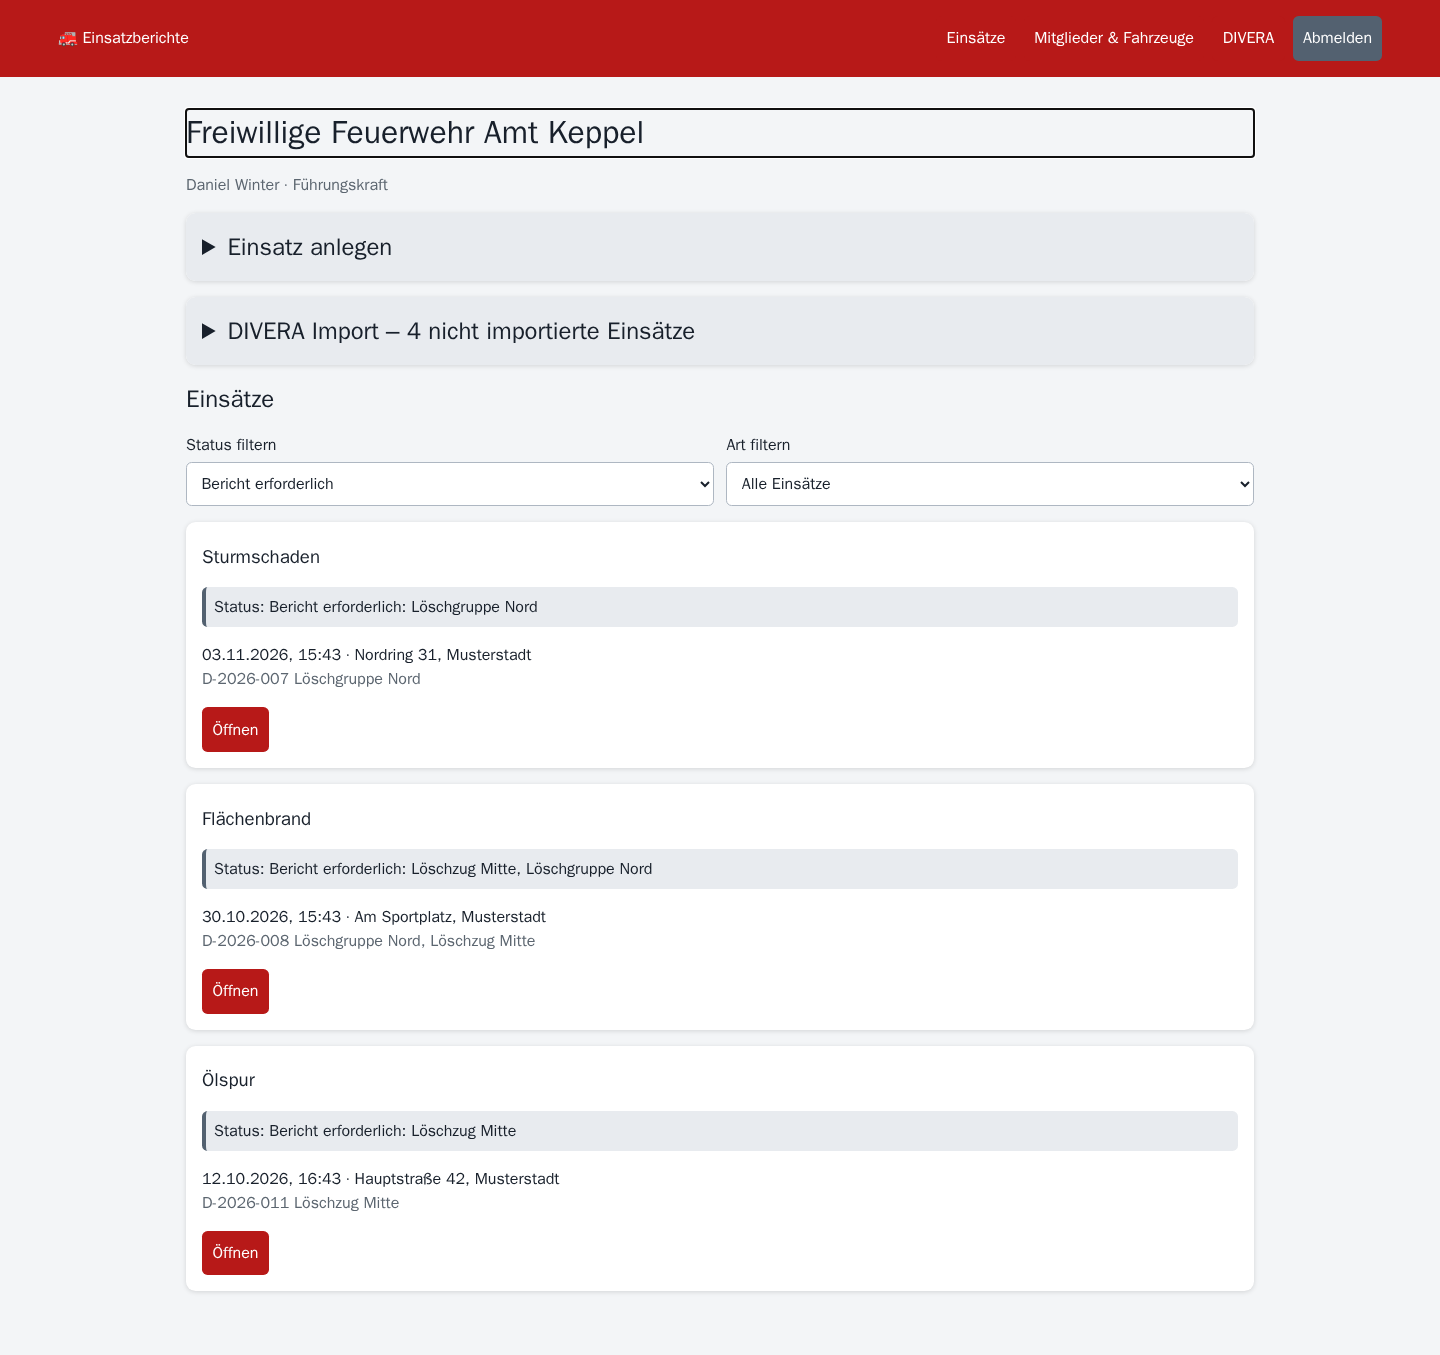 🚒 Einsatzberichte
Einsätze
Mitglieder & Fahrzeuge
DIVERA
Abmelden
Freiwillige Feuerwehr Amt Keppel
Daniel Winter · Führungskraft
Einsatz anlegen
DIVERA Import – 4 nicht importierte Einsätze
Einsätze
Status filtern
Art filtern
Bericht erforderlich
Alle Einsätze
Sturmschaden
Status: Bericht erforderlich: Löschgruppe Nord
03.11.2026, 15:43 · Nordring 31, Musterstadt
D-2026-007 Löschgruppe Nord
Öffnen
Flächenbrand
Status: Bericht erforderlich: Löschzug Mitte, Löschgruppe Nord
30.10.2026, 15:43 · Am Sportplatz, Musterstadt
D-2026-008 Löschgruppe Nord, Löschzug Mitte
Öffnen
Ölspur
Status: Bericht erforderlich: Löschzug Mitte
12.10.2026, 16:43 · Hauptstraße 42, Musterstadt
D-2026-011 Löschzug Mitte
Öffnen